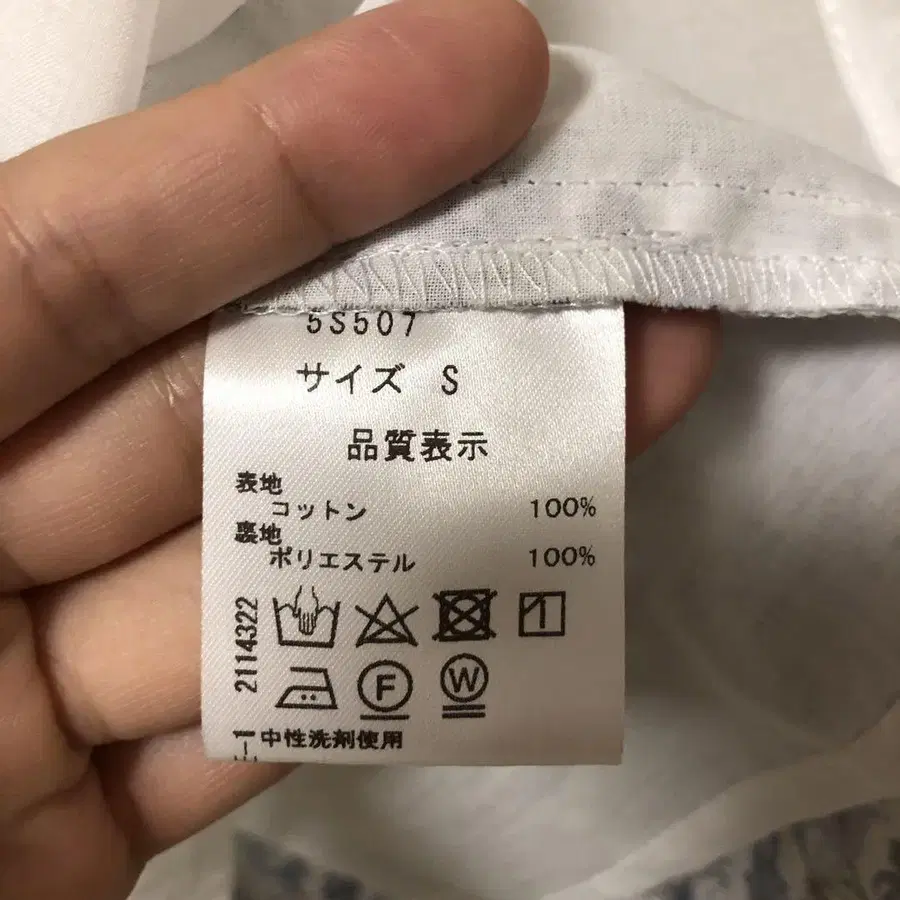 5S507
サイズ S
品質表示
表地
コットン 100%
裏地
ポリエステル 100%
2114322
F
W
-1
中性洗剤使用